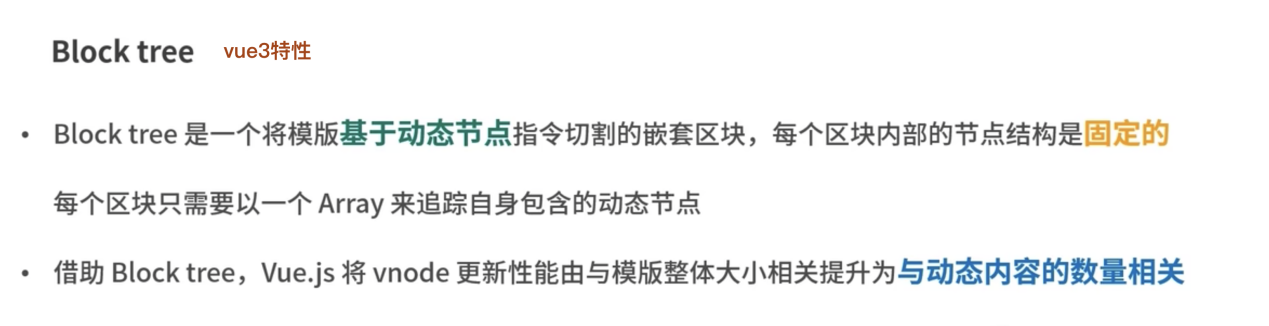 Block tree vue3特性
• Block tree 是一个将模版基于动态节点指令切割的嵌套区块，每个区块内部的节点结构是固定的
每个区块只需要以一个 Array 来追踪自身包含的动态节点
• 借助 Block tree，Vue.js 将 vnode 更新性能由与模版整体大小相关提升为与动态内容的数量相关